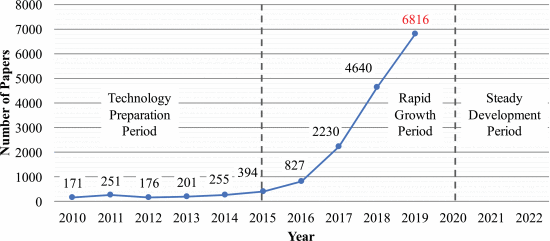 8000
7000
6000
5000
4000
3000
2000
1000
0
Number of Papers
6816
4640
2230
827
394
255
201
176
251
171
Technology
Preparation
Period
Rapid
Growth
Period
Steady
Development
Period
2010 2011 2012 2013 2014 2015 2016 2017 2018 2019 2020 2021 2022
Year